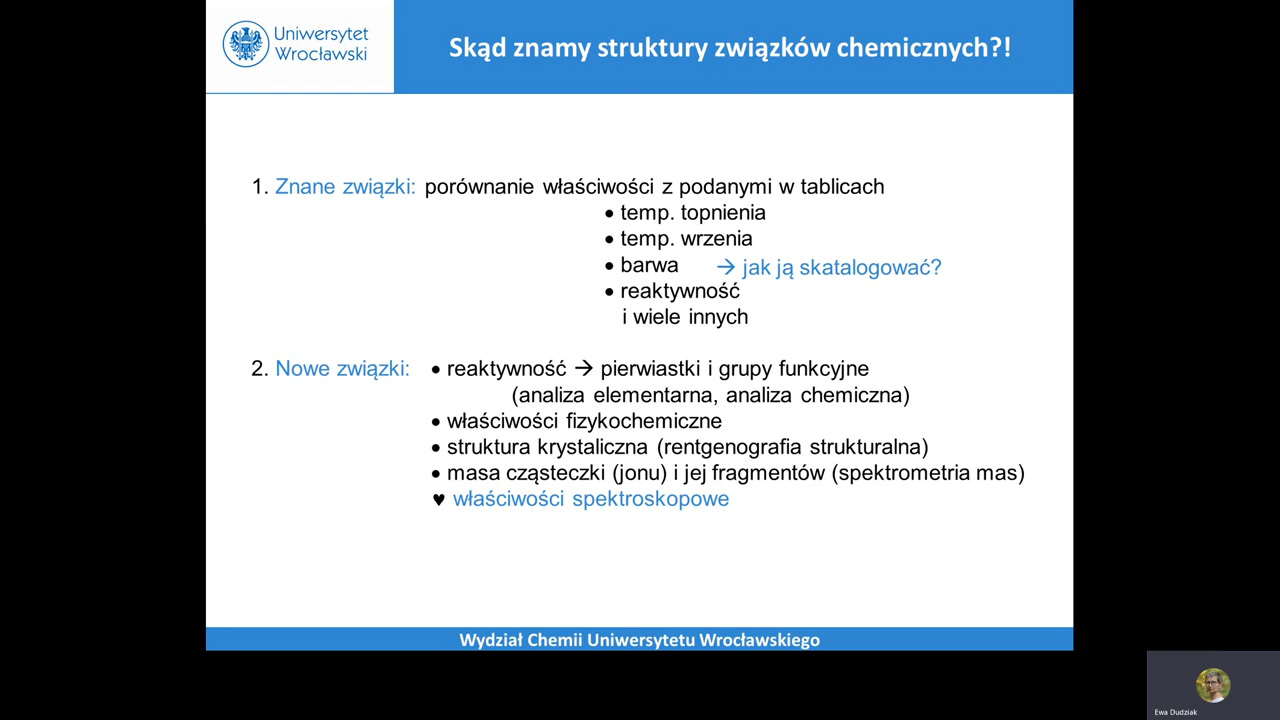 Uniwersytet
Wrocławski
Skąd znamy struktury związków chemicznych?!
1. Znane związki: porównanie właściwości z podanymi w tablicach
• temp. topnienia
• temp. wrzenia
• barwa → jak ją skatalogować?
• reaktywność
i wiele innych
2. Nowe związki: • reaktywność → pierwiastki i grupy funkcyjne
(analiza elementarna, analiza chemiczna)
• właściwości fizykochemiczne
• struktura krystaliczna (rentgenografia strukturalna)
• masa cząsteczki (jonu) i jej fragmentów (spektrometria mas)
♥ właściwości spektroskopowe
Wydział Chemii Uniwersytetu Wrocławskiego
Ewa Dudziak